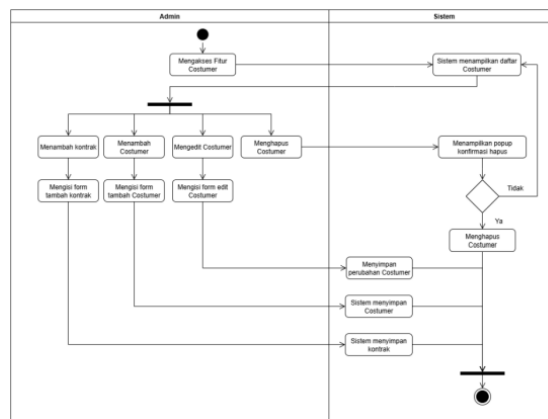 Admin
Sistem
Mengakses Fitur
Costumer
Sistem menampilkan daftar
Costumer
Menambah kontrak
Menambah
Costumer
Mengedit Costumer
Menghapus
Costumer
Menampilkan popup
konfirmasi hapus
Mengisi form
tambah kontrak
Mengisi form
tambah Costumer
Mengisi form edit
Costumer
Tidak
Ya
Menghapus
Costumer
Menyimpan
perubahan Costumer
Sistem menyimpan
Costumer
Sistem menyimpan
kontrak